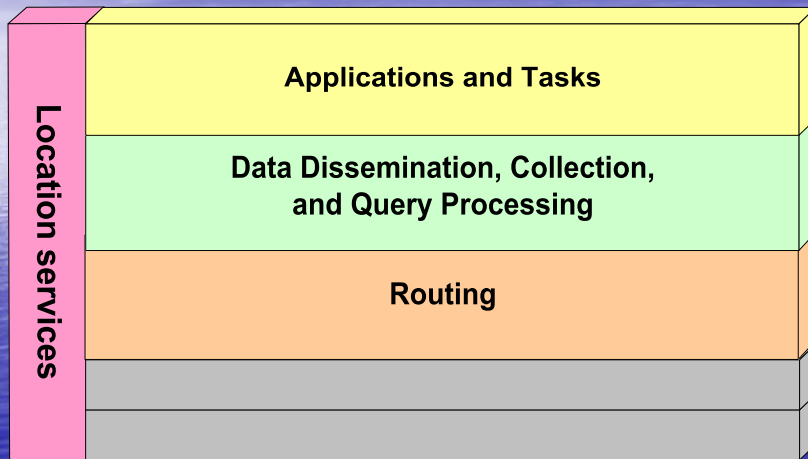 Location services
Applications and Tasks
Data Dissemination, Collection,
and Query Processing
Routing